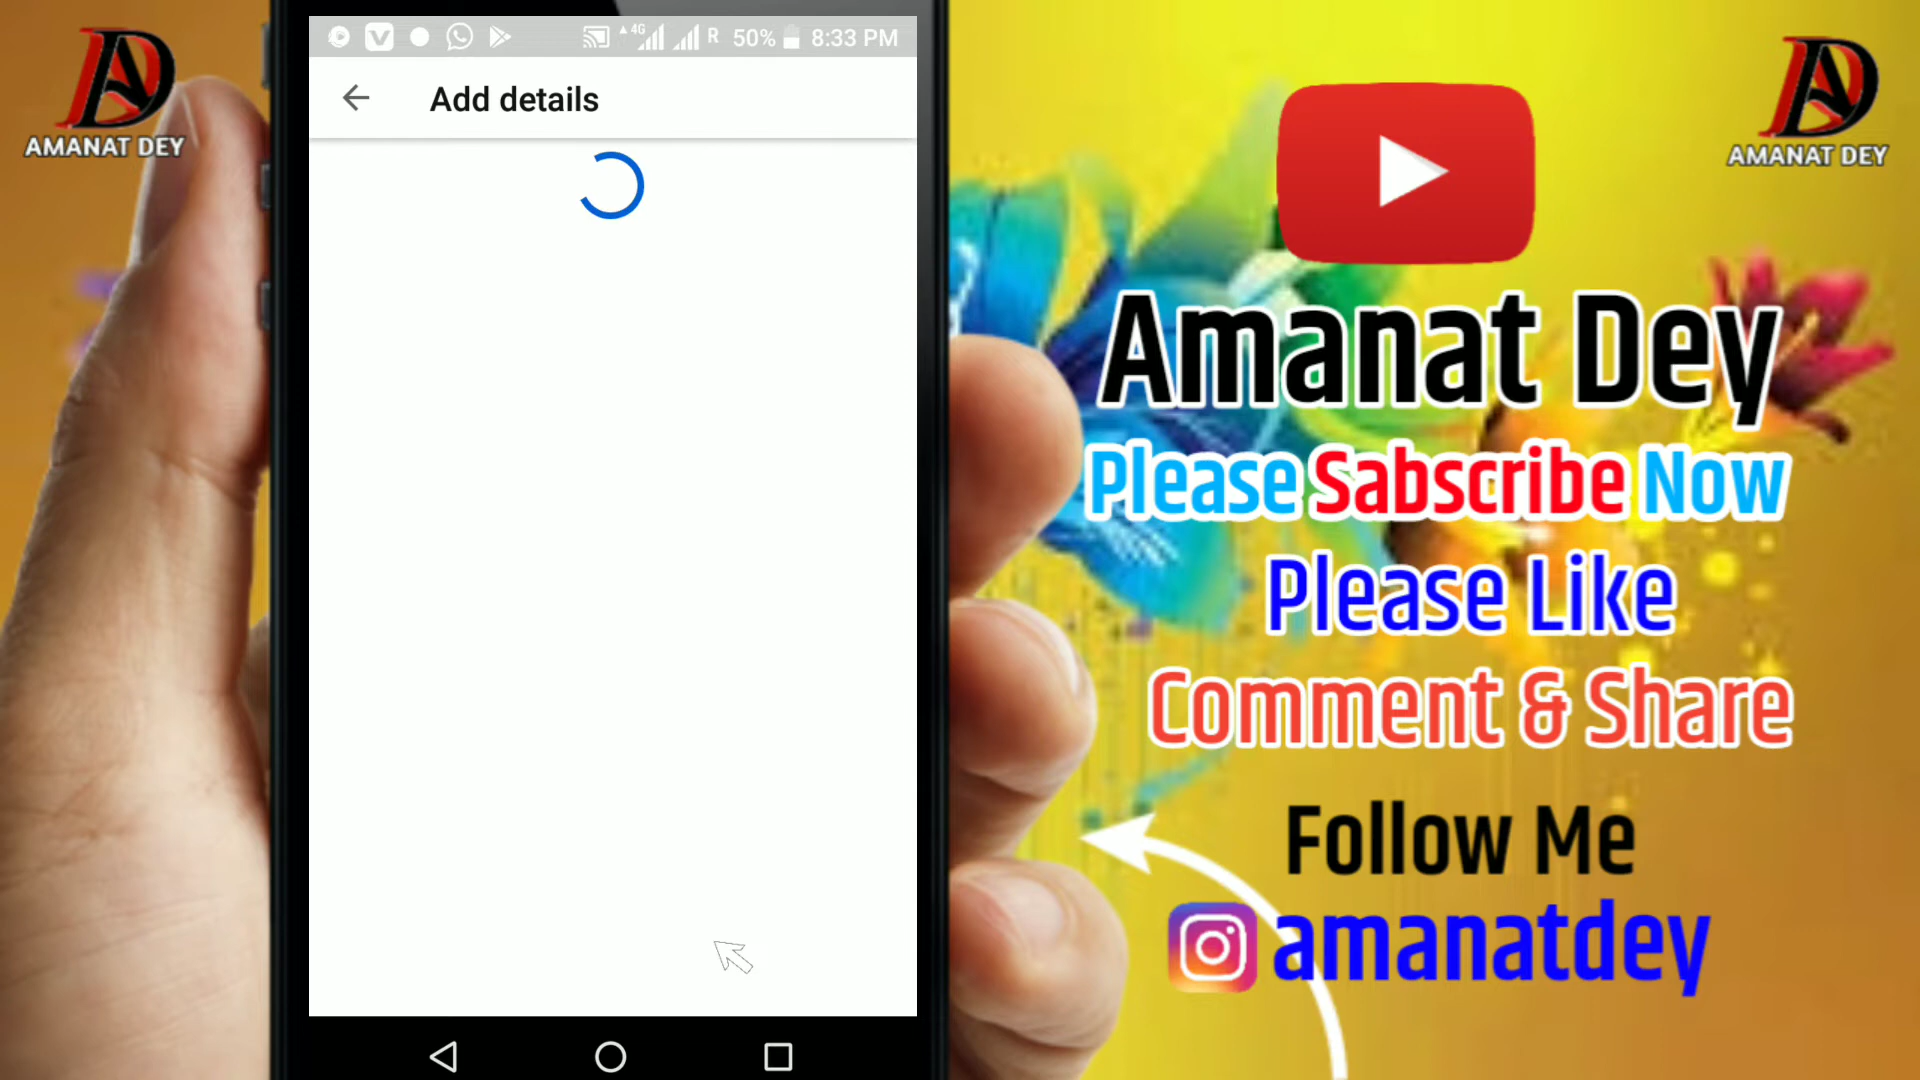 AMANAT DEY
4G R 50% 8:33 PM
Add details
AMANAT DEY
Amanat Dey
Please Sabscribe Now
Please Like
Comment & Share
Follow Me
amanatdey